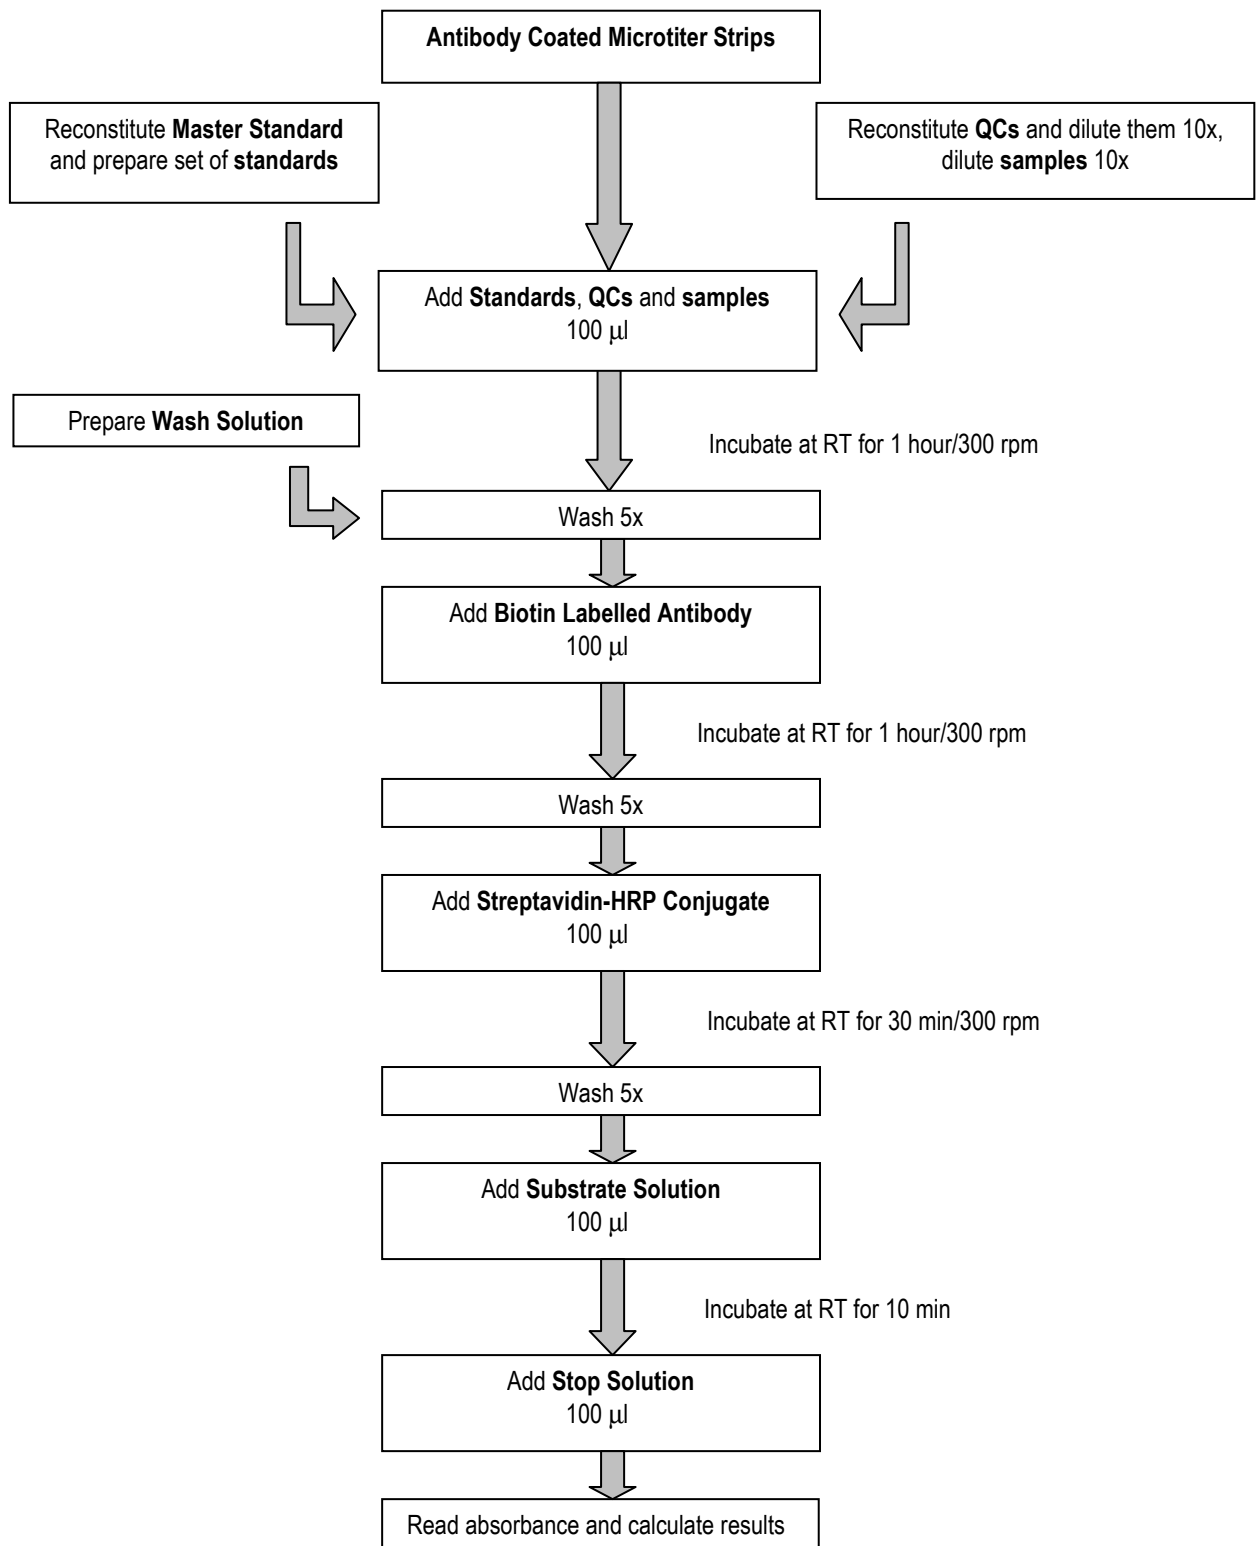 Antibody Coated Microtiter Strips
Reconstitute Master Standard
and prepare set of standards
Reconstitute QCs and dilute them 10x,
dilute samples 10x
Add Standards, QCs and samples
100 μl
Prepare Wash Solution
Incubate at RT for 1 hour/300 rpm
Wash 5x
Add Biotin Labelled Antibody
100 μl
Incubate at RT for 1 hour/300 rpm
Wash 5x
Add Streptavidin-HRP Conjugate
100 μl
Incubate at RT for 30 min/300 rpm
Wash 5x
Add Substrate Solution
100 μl
Incubate at RT for 10 min
Add Stop Solution
100 μl
Read absorbance and calculate results